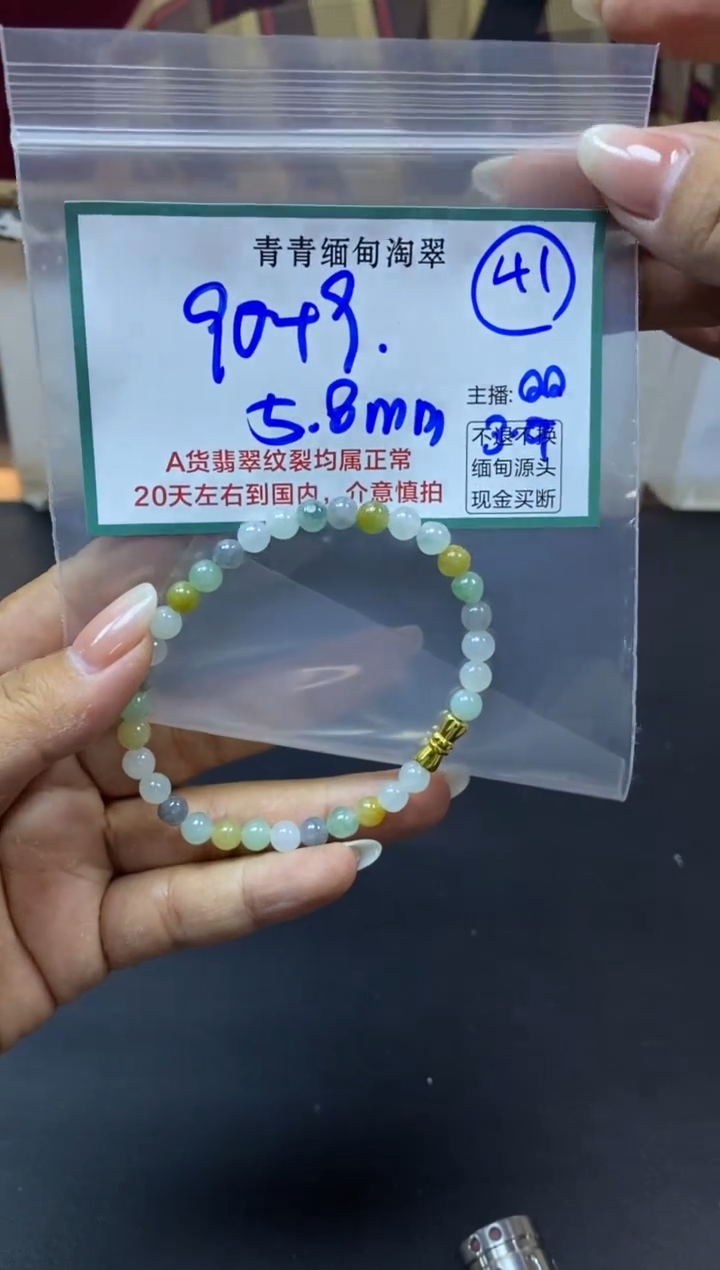 青青缅甸淘翠
41
5.8mm
主播:
3.9
不退不换
缅甸源头
现金买断
A货翡翠纹裂均属正常
20天左右到国内，介意慎拍